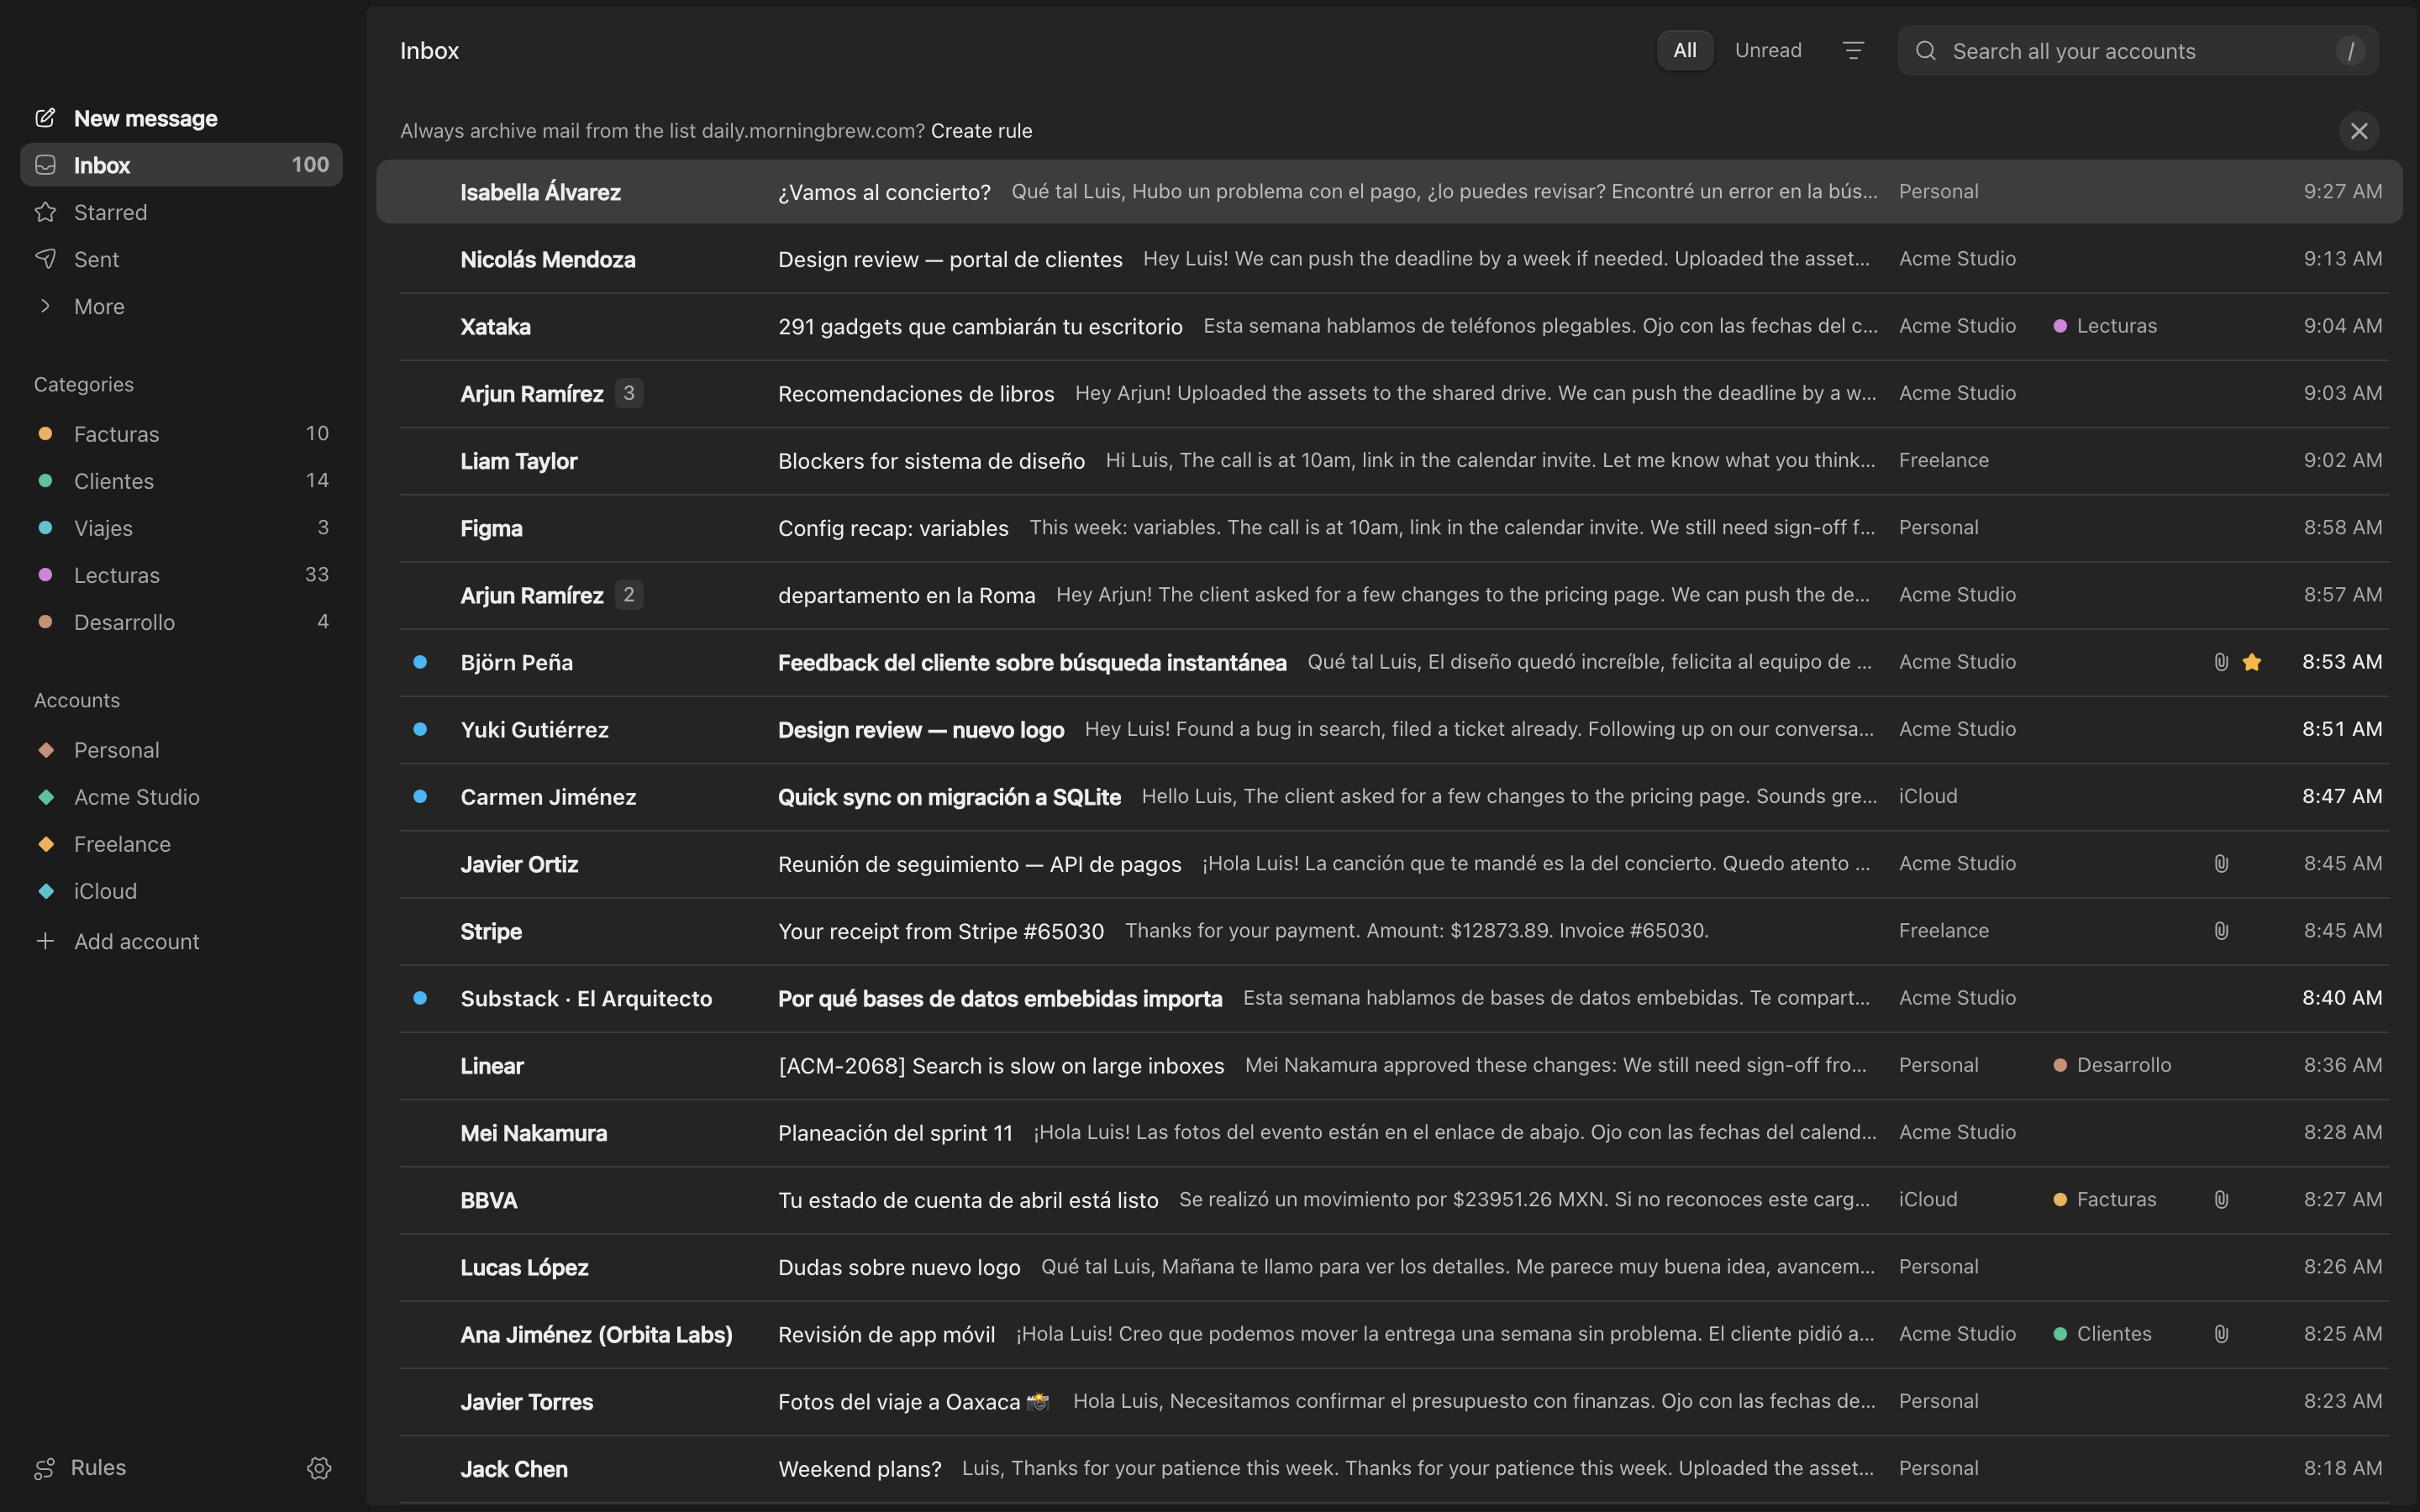 Inbox
All Unread Search all your accounts /
New message
Always archive mail from the list daily.morningbrew.com? Create rule
Inbox 100
Starred
Sent
More
Categories
Facturas 10
Clientes 14
Viajes 3
Lecturas 33
Desarrollo 4
Accounts
Personal
Acme Studio
Freelance
iCloud
Add account
Rules
Isabella Álvarez ¿Vamos al concierto? Qué tal Luis, Hubo un problema con el pago, ¿lo puedes revisar? Encontré un error en la bús... Personal 9:27 AM
Nicolás Mendoza Design review — portal de clientes Hey Luis! We can push the deadline by a week if needed. Uploaded the asset... Acme Studio 9:13 AM
Xataka 291 gadgets que cambiarán tu escritorio Esta semana hablamos de teléfonos plegables. Ojo con las fechas del c... Acme Studio Lecturas 9:04 AM
Arjun Ramírez 3 Recomendaciones de libros Hey Arjun! Uploaded the assets to the shared drive. We can push the deadline by a w... Acme Studio 9:03 AM
Liam Taylor Blockers for sistema de diseño Hi Luis, The call is at 10am, link in the calendar invite. Let me know what you think... Freelance 9:02 AM
Figma Config recap: variables This week: variables. The call is at 10am, link in the calendar invite. We still need sign-off f... Personal 8:58 AM
Arjun Ramírez 2 departamento en la Roma Hey Arjun! The client asked for a few changes to the pricing page. We can push the de... Acme Studio 8:57 AM
Björn Peña Feedback del cliente sobre búsqueda instantánea Qué tal Luis, El diseño quedó increíble, felicita al equipo de ... Acme Studio 8:53 AM
Yuki Gutiérrez Design review — nuevo logo Hey Luis! Found a bug in search, filed a ticket already. Following up on our conversa... Acme Studio 8:51 AM
Carmen Jiménez Quick sync on migración a SQLite Hello Luis, The client asked for a few changes to the pricing page. Sounds gre... iCloud 8:47 AM
Javier Ortiz Reunión de seguimiento — API de pagos ¡Hola Luis! La canción que te mandé es la del concierto. Quedo atento ... Acme Studio 8:45 AM
Stripe Your receipt from Stripe #65030 Thanks for your payment. Amount: $12873.89. Invoice #65030. Freelance 8:45 AM
Substack · El Arquitecto Por qué bases de datos embebidas importa Esta semana hablamos de bases de datos embebidas. Te compart... Acme Studio 8:40 AM
Linear [ACM-2068] Search is slow on large inboxes Mei Nakamura approved these changes: We still need sign-off fro... Personal Desarrollo 8:36 AM
Mei Nakamura Planeación del sprint 11 ¡Hola Luis! Las fotos del evento están en el enlace de abajo. Ojo con las fechas del calend... Acme Studio 8:28 AM
BBVA Tu estado de cuenta de abril está listo Se realizó un movimiento por $23951.26 MXN. Si no reconoces este carg... iCloud Facturas 8:27 AM
Lucas López Dudas sobre nuevo logo Qué tal Luis, Mañana te llamo para ver los detalles. Me parece muy buena idea, avancem... Personal 8:26 AM
Ana Jiménez (Orbita Labs) Revisión de app móvil ¡Hola Luis! Creo que podemos mover la entrega una semana sin problema. El cliente pidió a... Acme Studio Clientes 8:25 AM
Javier Torres Fotos del viaje a Oaxaca 📸 Hola Luis, Necesitamos confirmar el presupuesto con finanzas. Ojo con las fechas de... Personal 8:23 AM
Jack Chen Weekend plans? Luis, Thanks for your patience this week. Thanks for your patience this week. Uploaded the asset... Personal 8:18 AM